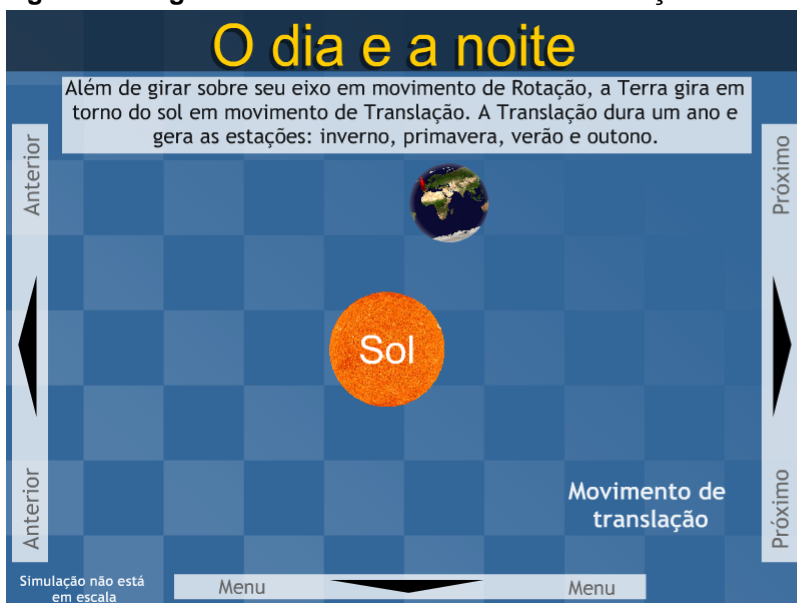 O dia e a noite
Além de girar sobre seu eixo em movimento de Rotação, a Terra gira em
torno do sol em movimento de Translação. A Translação dura um ano e
gera as estações: inverno, primavera, verão e outono.
Anterior
Próximo
Sol
Anterior
Próximo
Movimento de
translação
Simulação não está
em escala
Menu
Menu